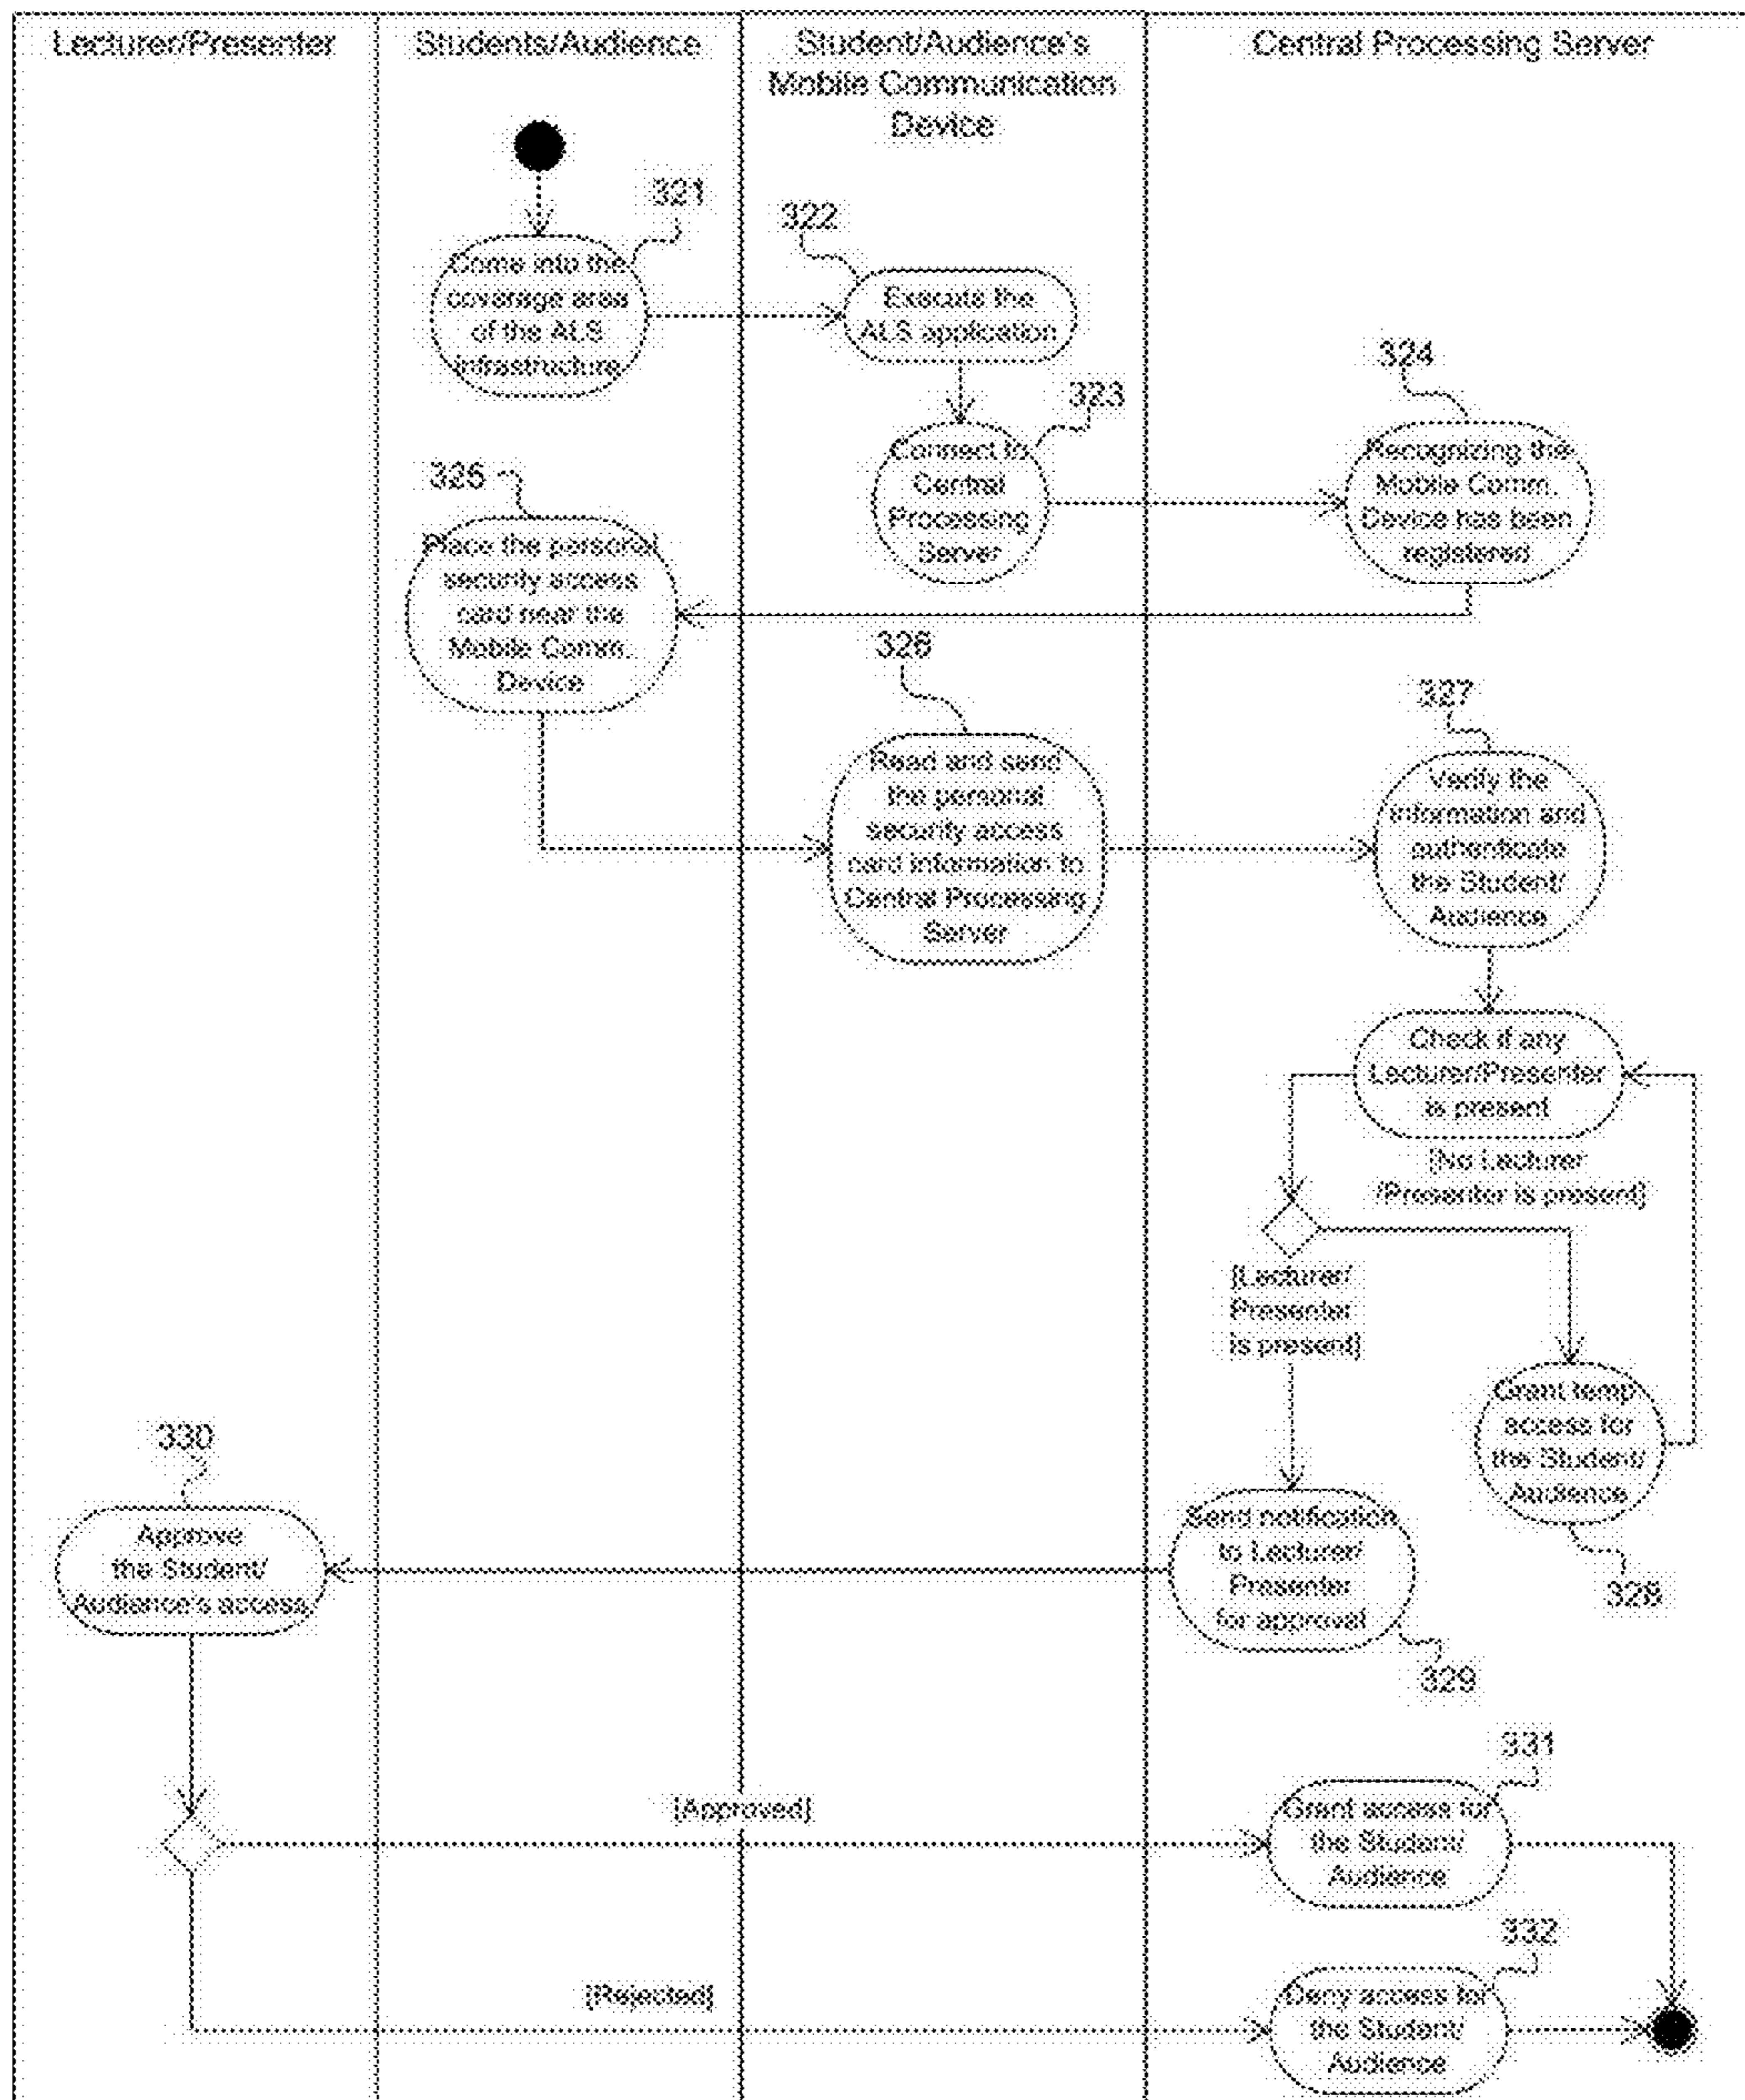 Lecturer/Presenter
Students/Audience
Student/Audience's
Mobile Communication
Device
Central Processing Server
321
Come into the
coverage area
of the ALS
infrastructure
322
Execute the
ALS application
323
Connect to
Central
Processing
Server
324
Recognizing the
Mobile Comm.
Device has been
registered
325
Place the personal
security access
card near the
Mobile Comm.
Device
326
Read and send
the personal
security access
card information to
Central Processing
Server
327
Verify the
information and
authenticate
the Student/
Audience
Check if any
Lecturer/Presenter
is present
[No Lecturer
/Presenter is present]
[Lecturer/
Presenter
is present]
Grant temp.
access for
the Student/
Audience
328
Send notification
to Lecturer/
Presenter
for approval
329
330
Approve
the Student/
Audience's access
[Approved]
331
Grant access for
the Student/
Audience
[Rejected]
332
Deny access for
the Student/
Audience